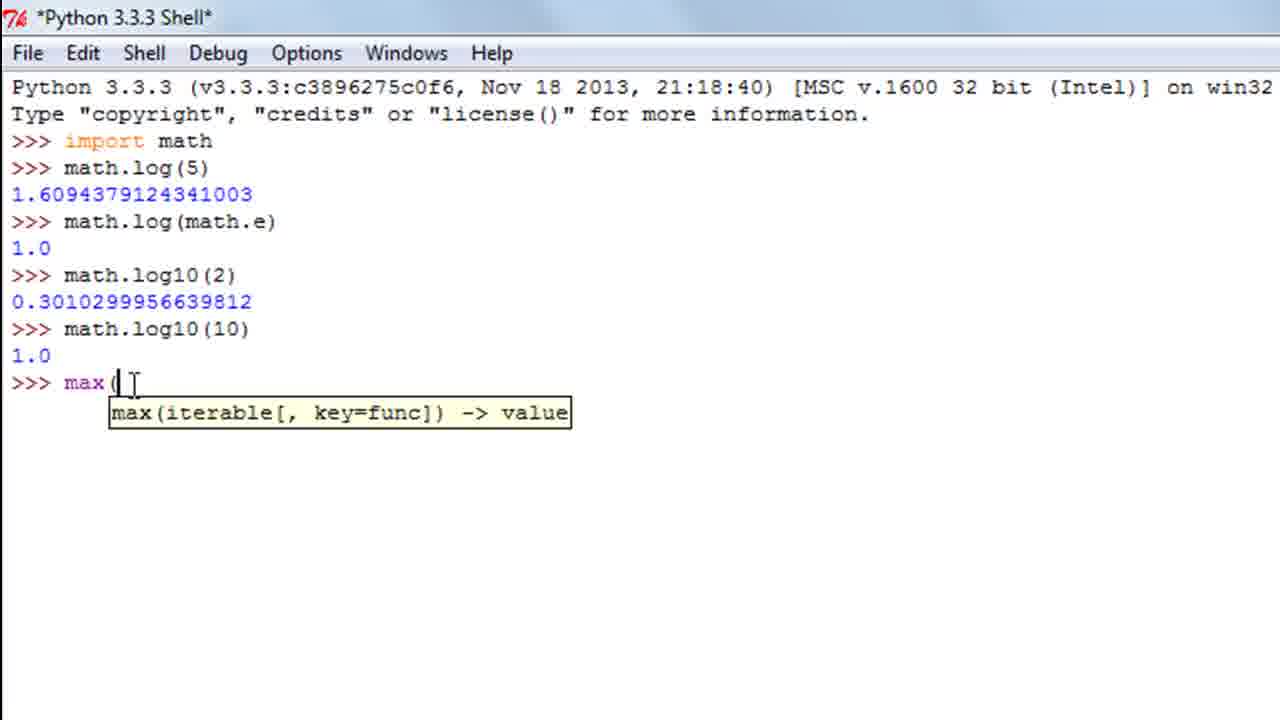 *Python 3.3.3 Shell*
File Edit Shell Debug Options Windows Help
Python 3.3.3 (v3.3.3:c3896275c0f6, Nov 18 2013, 21:18:40) [MSC v.1600 32 bit (Intel)] on win32
Type "copyright", "credits" or "license()" for more information.
>>> import math
>>> math.log(5)
1.6094379124341003
>>> math.log(math.e)
1.0
>>> math.log10(2)
0.3010299956639812
>>> math.log10(10)
1.0
>>> max(
max(iterable[, key=func]) -> value